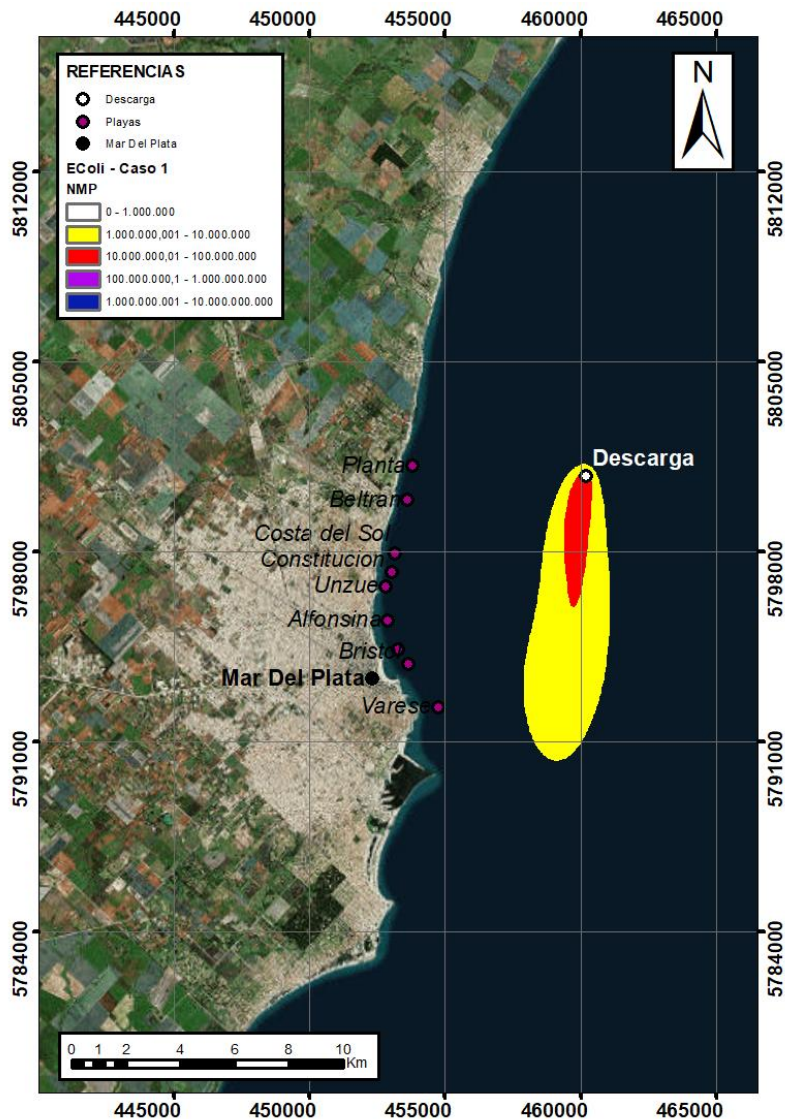 445000 450000 455000 460000 465000
REFERENCIAS
Descarga
Playas
Mar Del Plata
EColi - Caso 1
NMP
0 - 1.000.000
1.000.000,001 - 10.000.000
10.000.000,01 - 100.000.000
100.000.000,1 - 1.000.000.000
1.000.000.001 - 10.000.000.000
N
5812000 5812000
5805000 5805000
Planta
Descarga
Beltran
Costa del Sol
Constitucion
5798000 5798000
Unzue
Alfonsina
Bristol
Mar Del Plata
Varese
5791000 5791000
5784000 5784000
0 1 2 4 6 8 10
Km
445000 450000 455000 460000 465000